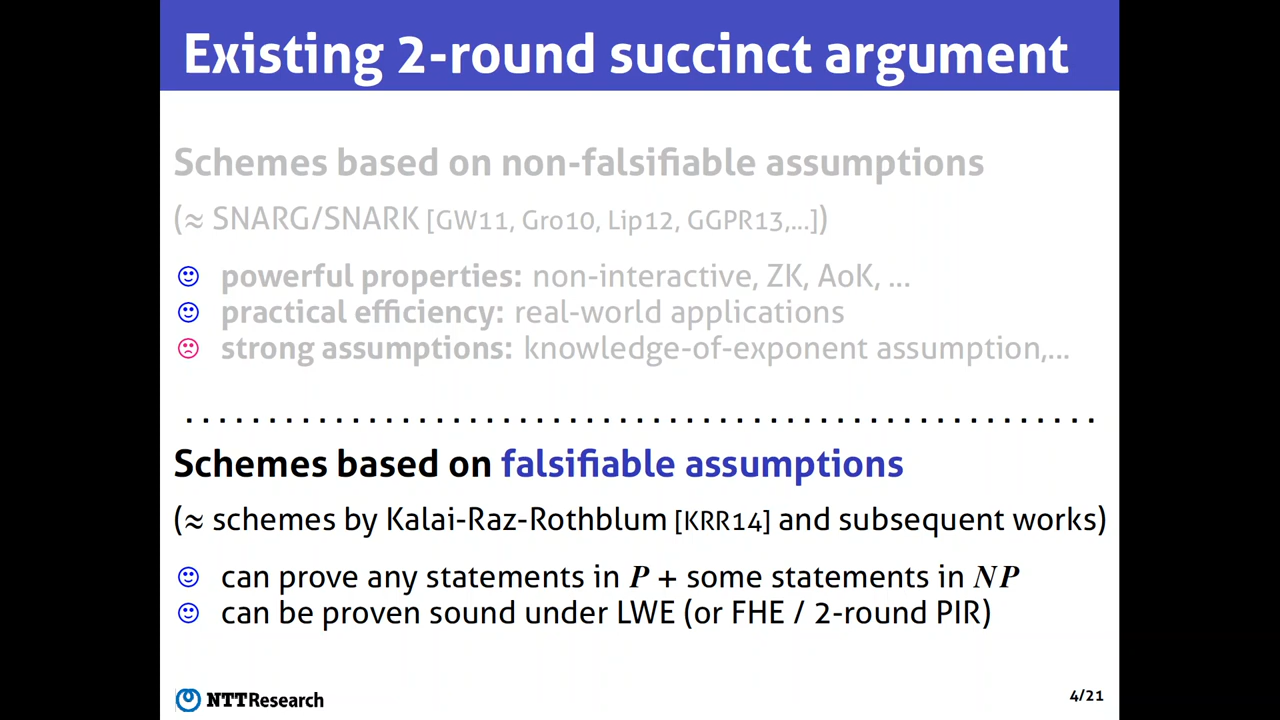 Existing 2-round succinct argument
Schemes based on non-falsifiable assumptions
(≈ SNARG/SNARK [GW11, Gro10, Lip12, GGPR13,...])
powerful properties: non-interactive, ZK, AoK, ...
practical efficiency: real-world applications
strong assumptions: knowledge-of-exponent assumption,...
Schemes based on falsifiable assumptions
(≈ schemes by Kalai-Raz-Rothblum [KRR14] and subsequent works)
can prove any statements in P + some statements in NP
can be proven sound under LWE (or FHE / 2-round PIR)
NTT Research
4/21